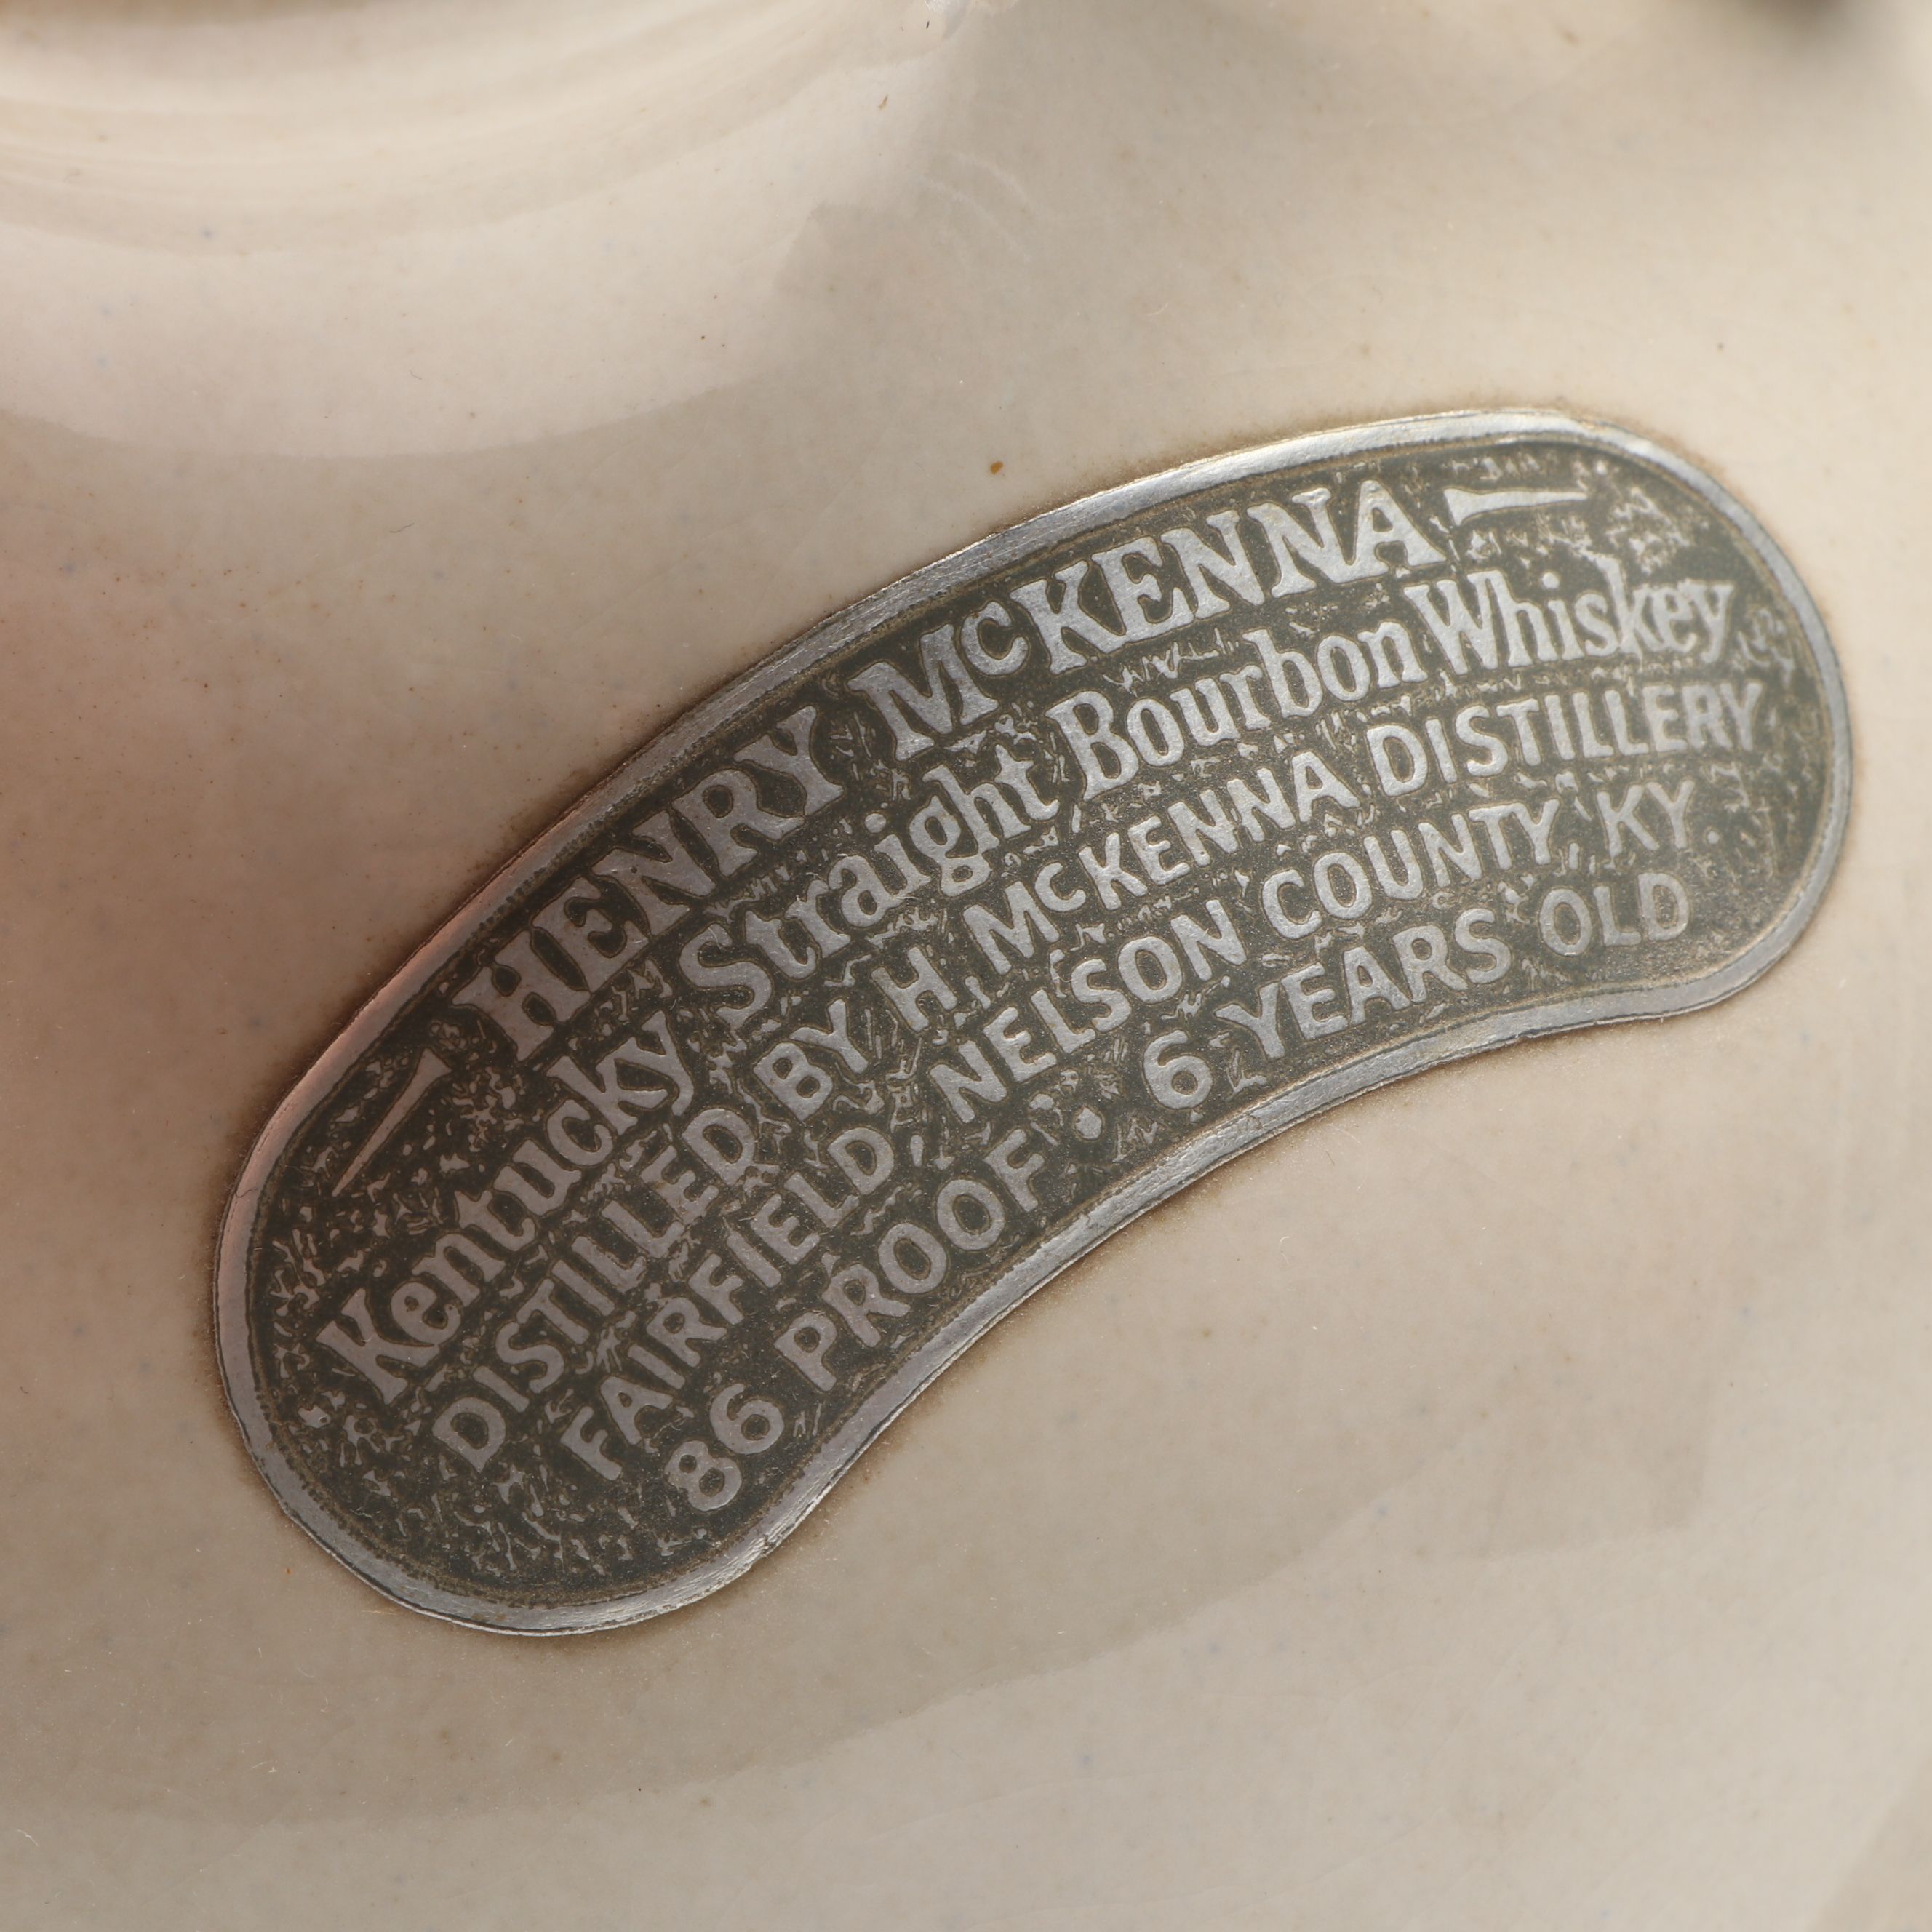 HENRY McKENNA
Kentucky Straight Bourbon Whiskey
DISTILLED BY H. McKENNA DISTILLERY
FAIRFIELD, NELSON COUNTY, KY.
86 PROOF • 6 YEARS OLD